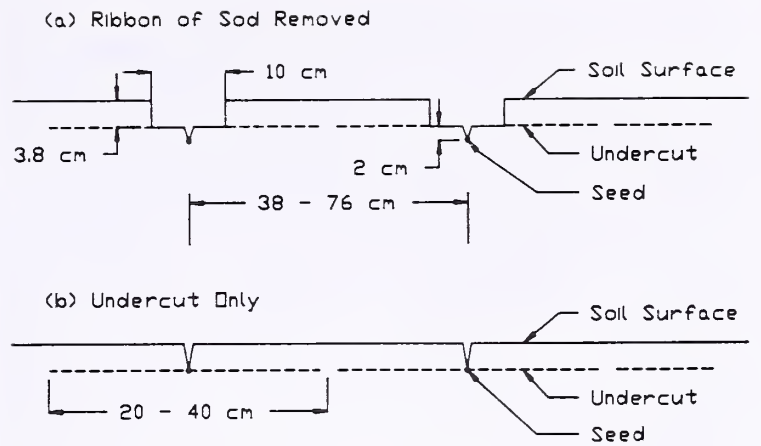 (a) Ribbon of Sod Removed
10 cm
Soil Surface
3.8 cm
2 cm
Undercut
Seed
38 - 76 cm
(b) Undercut Only
Soil Surface
20 - 40 cm
Undercut
Seed